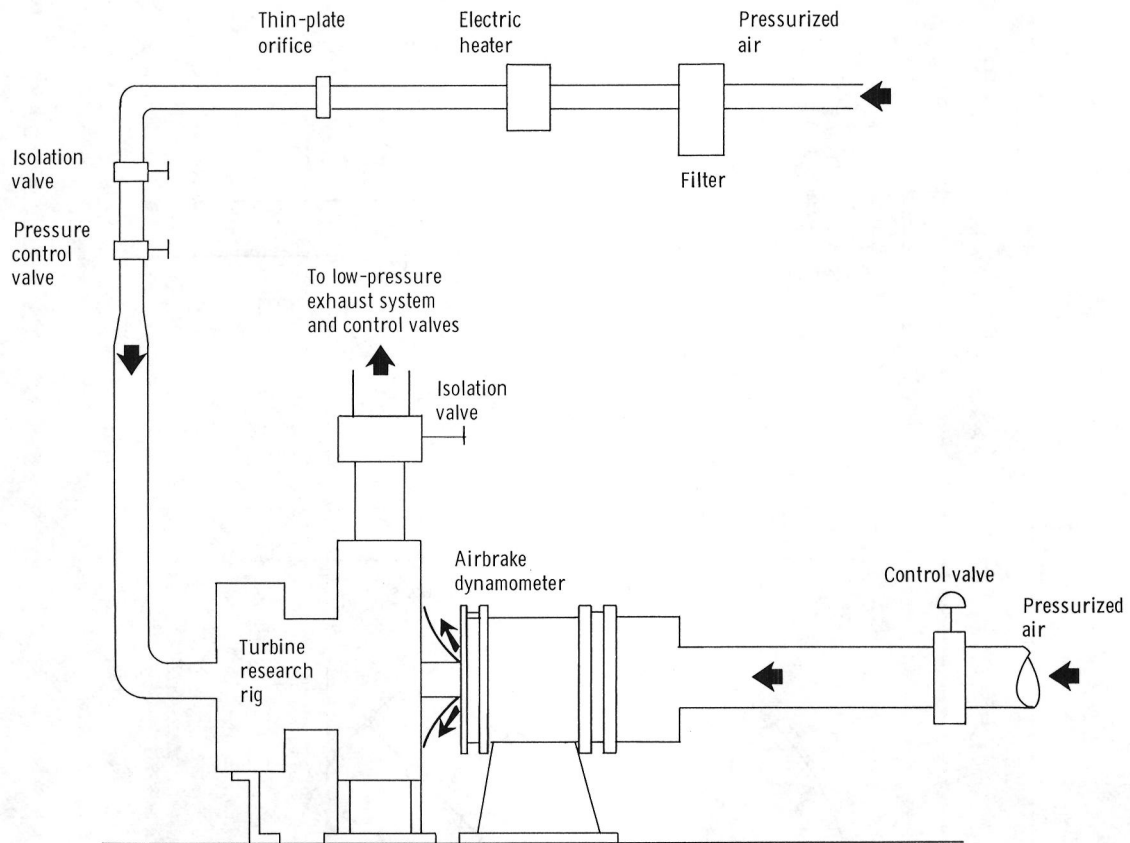 Thin-plate
orifice
Electric
heater
Pressurized
air
Filter
Isolation
valve
Pressure
control
valve
To low-pressure
exhaust system
and control valves
Isolation
valve
Airbrake
dynamometer
Control valve
Pressurized
air
Turbine
research
rig